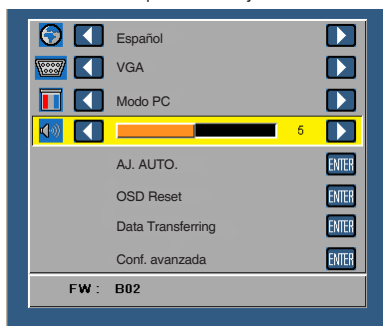 Español
VGA
Modo PC
5
AJ. AUTO. ENTER
OSD Reset ENTER
Data Transferring ENTER
Conf. avanzada ENTER
FW : B02